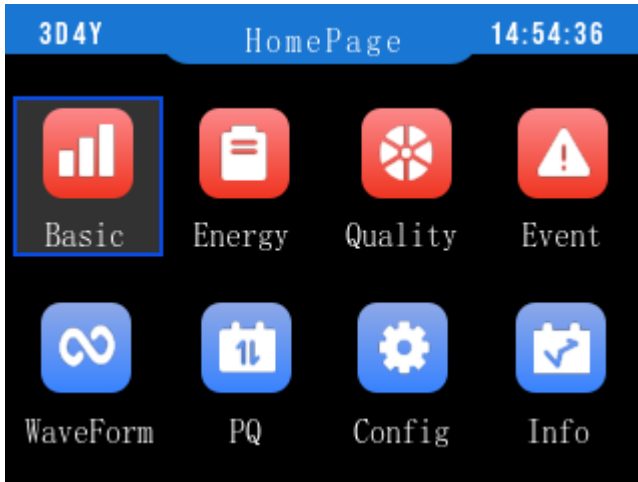 3D4Y HomePage 14:54:36
Basic Energy Quality Event
WaveForm PQ Config Info